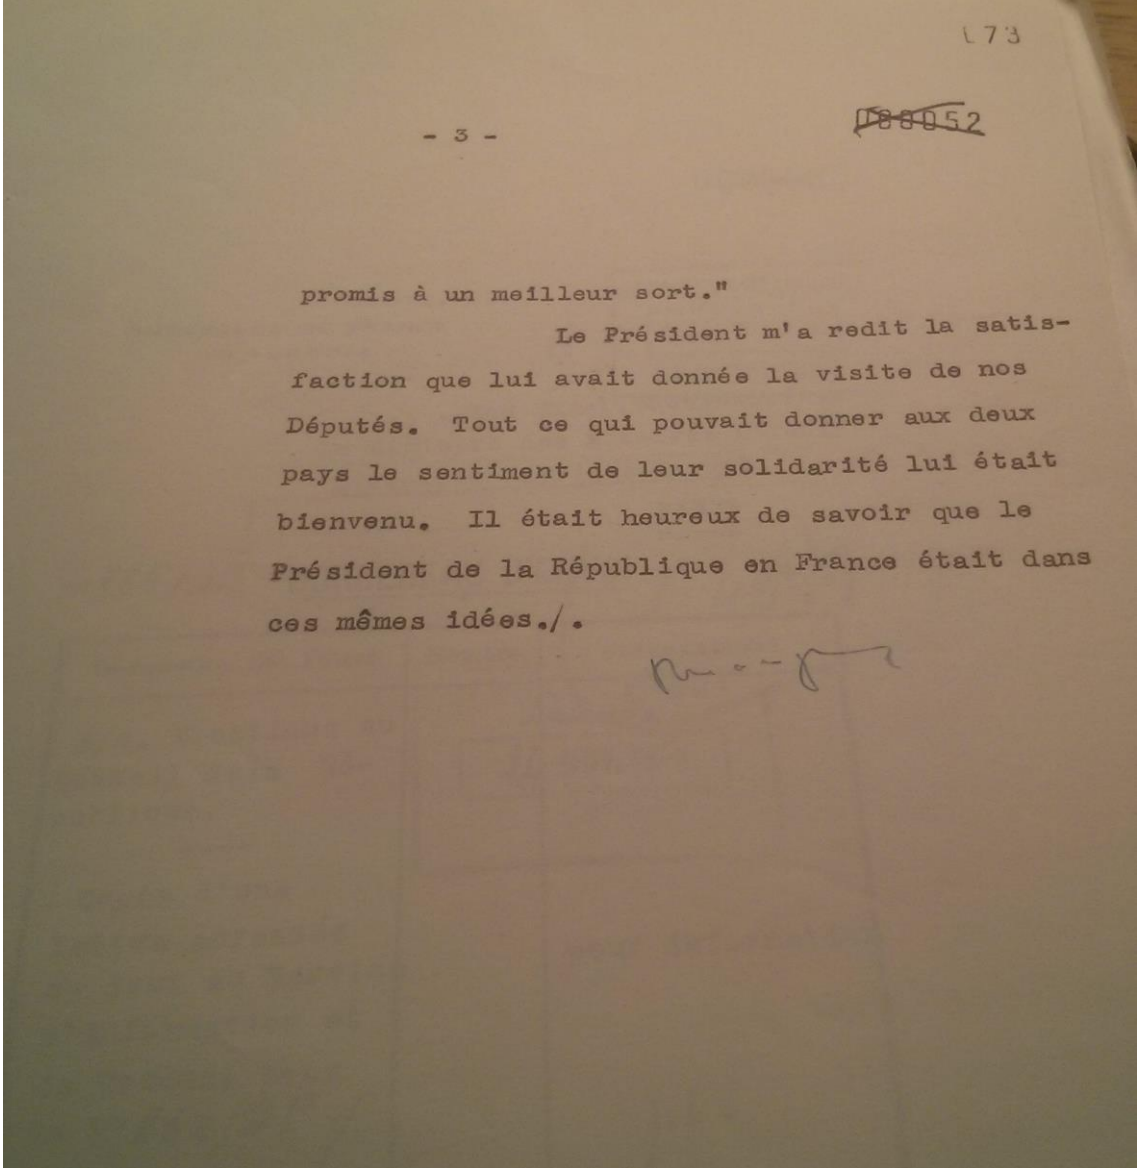 173
- 3 -
promis à un meilleur sort."
Le Président m'a redit la satis-
faction que lui avait donnée la visite de nos
Députés. Tout ce qui pouvait donner aux deux
pays le sentiment de leur solidarité lui était
bienvenu. Il était heureux de savoir que le
Président de la République en France était dans
ces mêmes idées./.